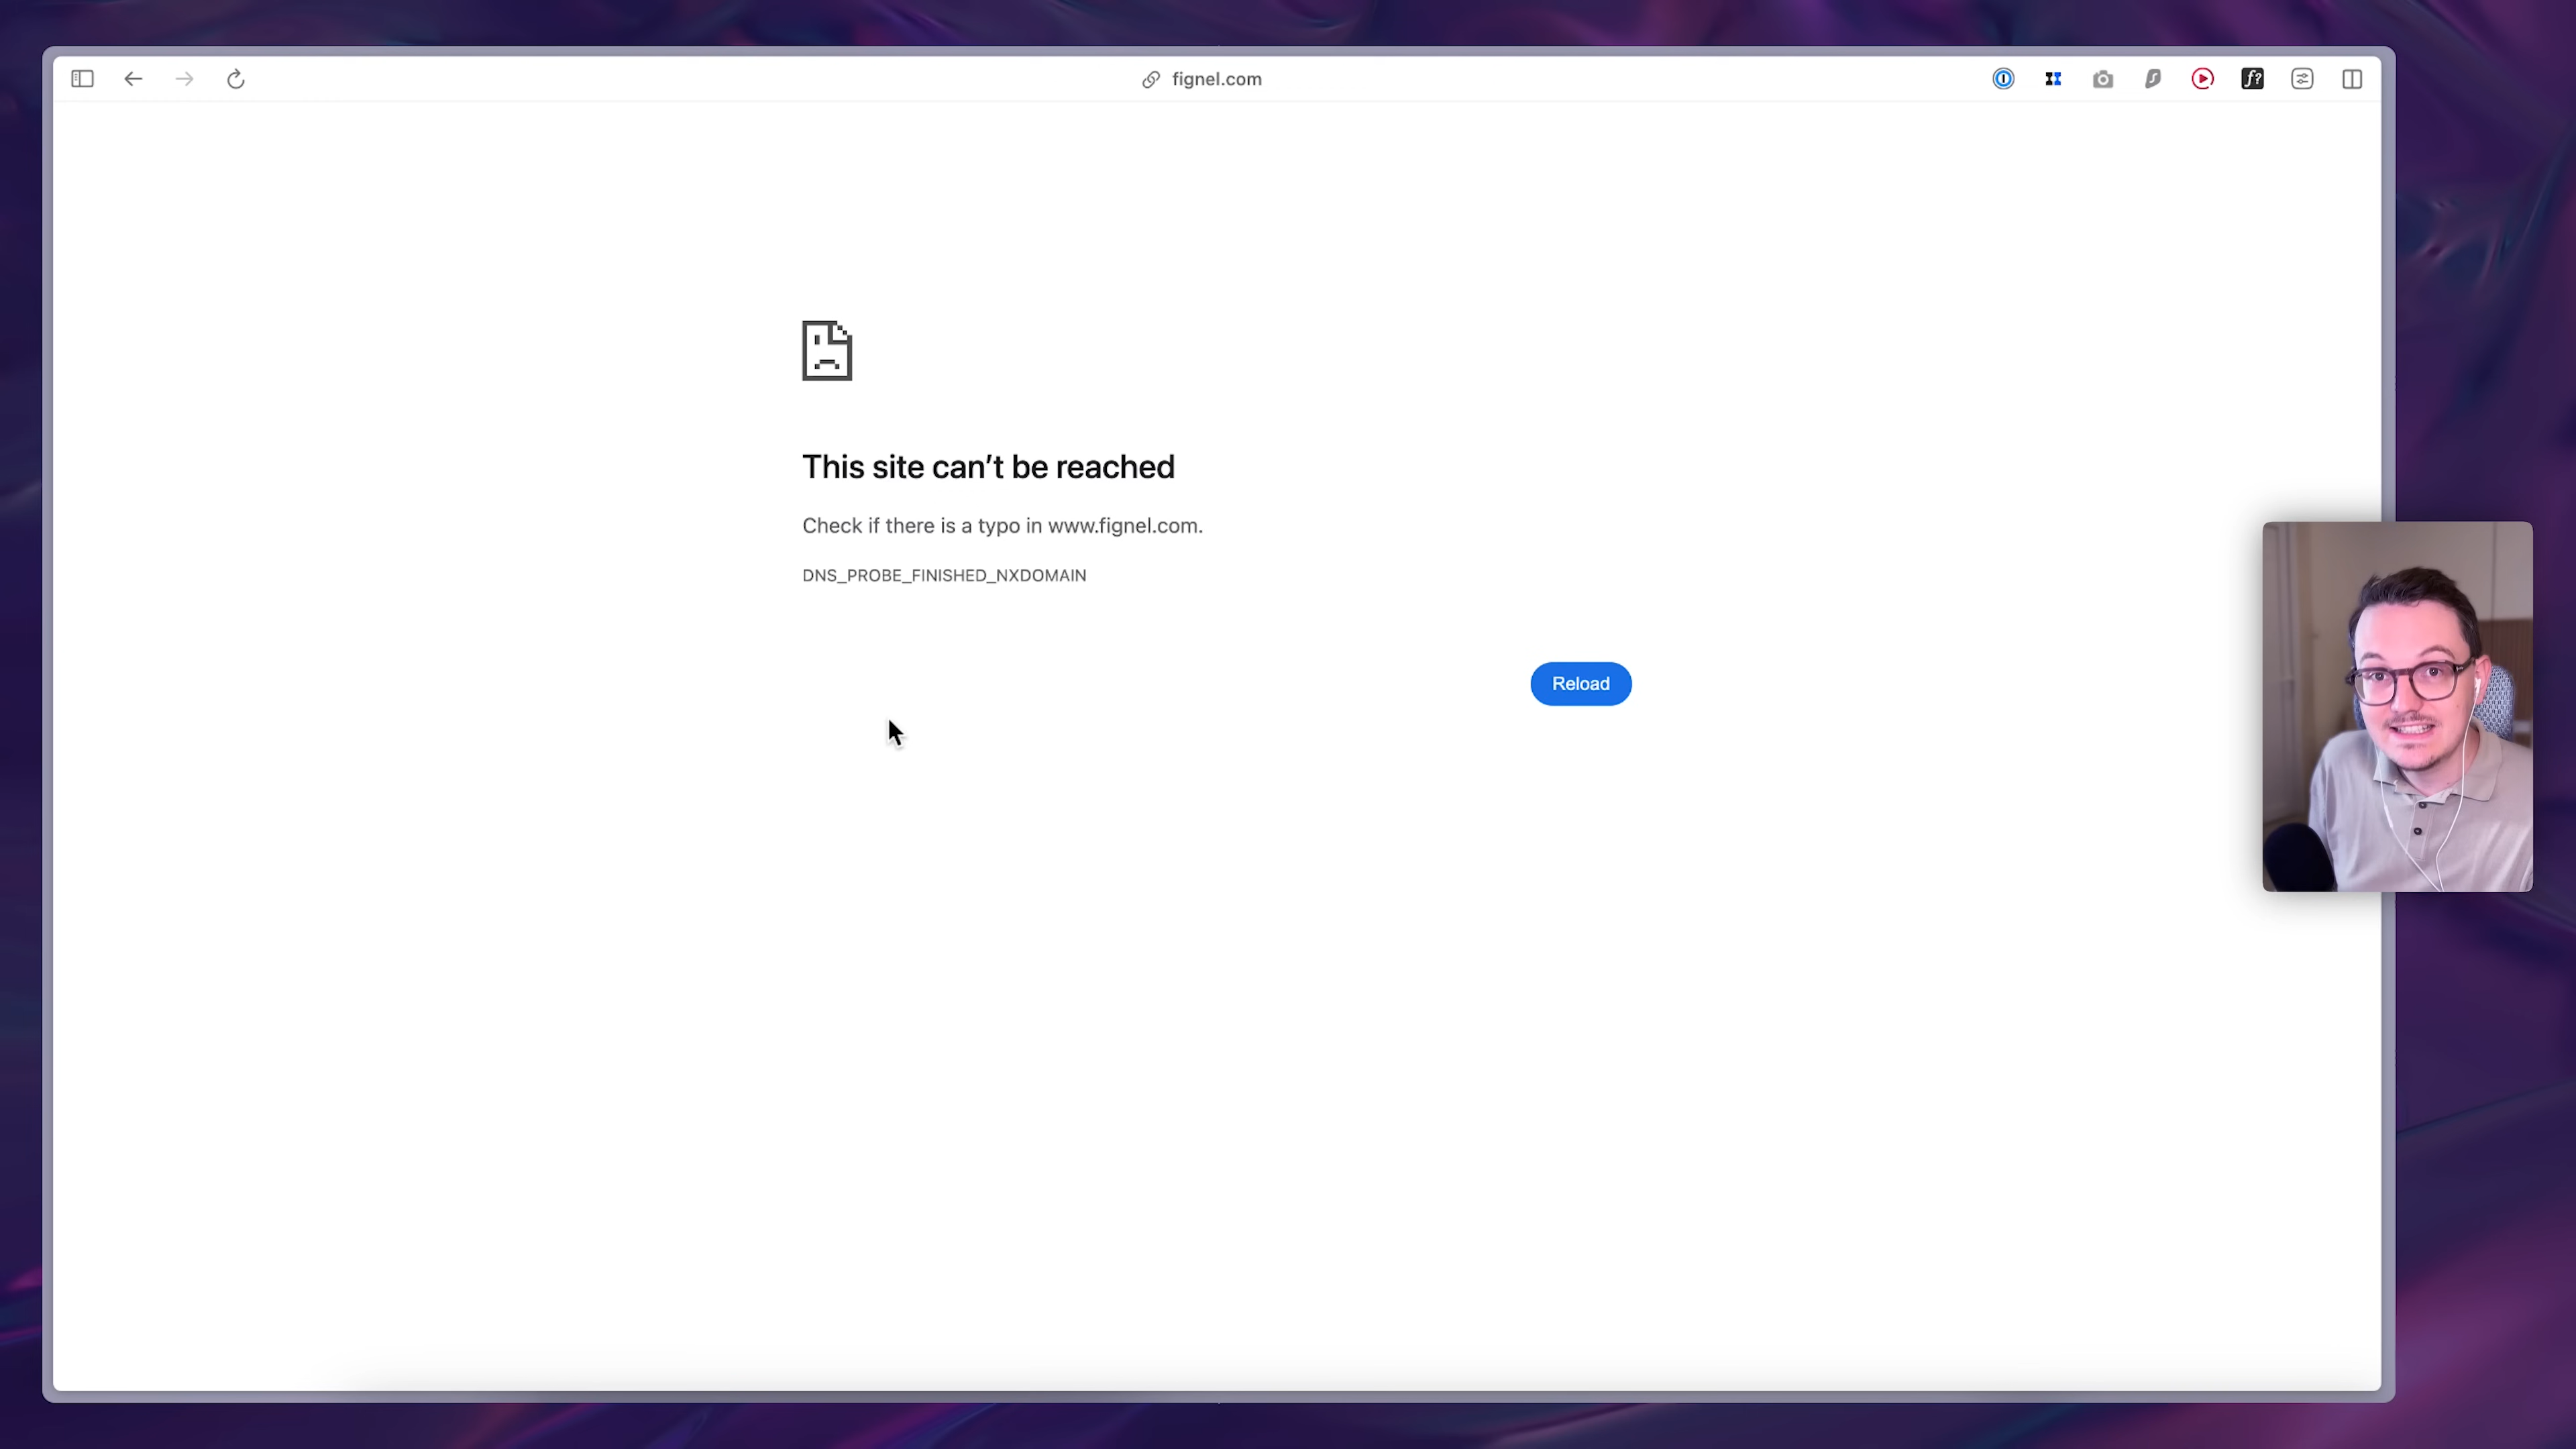 fignel.com
f?
This site can’t be reached
Check if there is a typo in www.fignel.com.
DNS_PROBE_FINISHED_NXDOMAIN
Reload